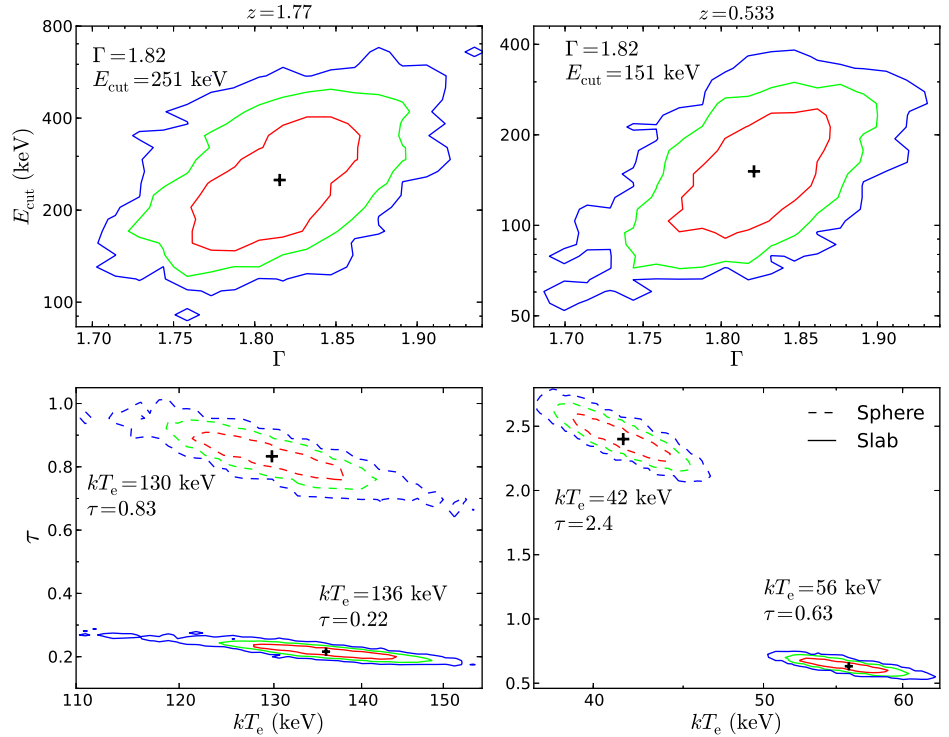 z=1.77
800
400
200
100
E_cut (keV)
Γ=1.82
E_cut=251 keV
1.70 1.75 1.80 1.85 1.90
Γ
z=0.533
400
200
100
50
Γ=1.82
E_cut=151 keV
1.70 1.75 1.80 1.85 1.90
Γ
1.0
0.8
0.6
0.4
0.2
τ
kT_e=130 keV
τ=0.83
kT_e=136 keV
τ=0.22
110 120 130 140 150
kT_e (keV)
2.5
2.0
1.5
1.0
0.5
Sphere
Slab
kT_e=42 keV
τ=2.4
kT_e=56 keV
τ=0.63
40 50 60
kT_e (keV)